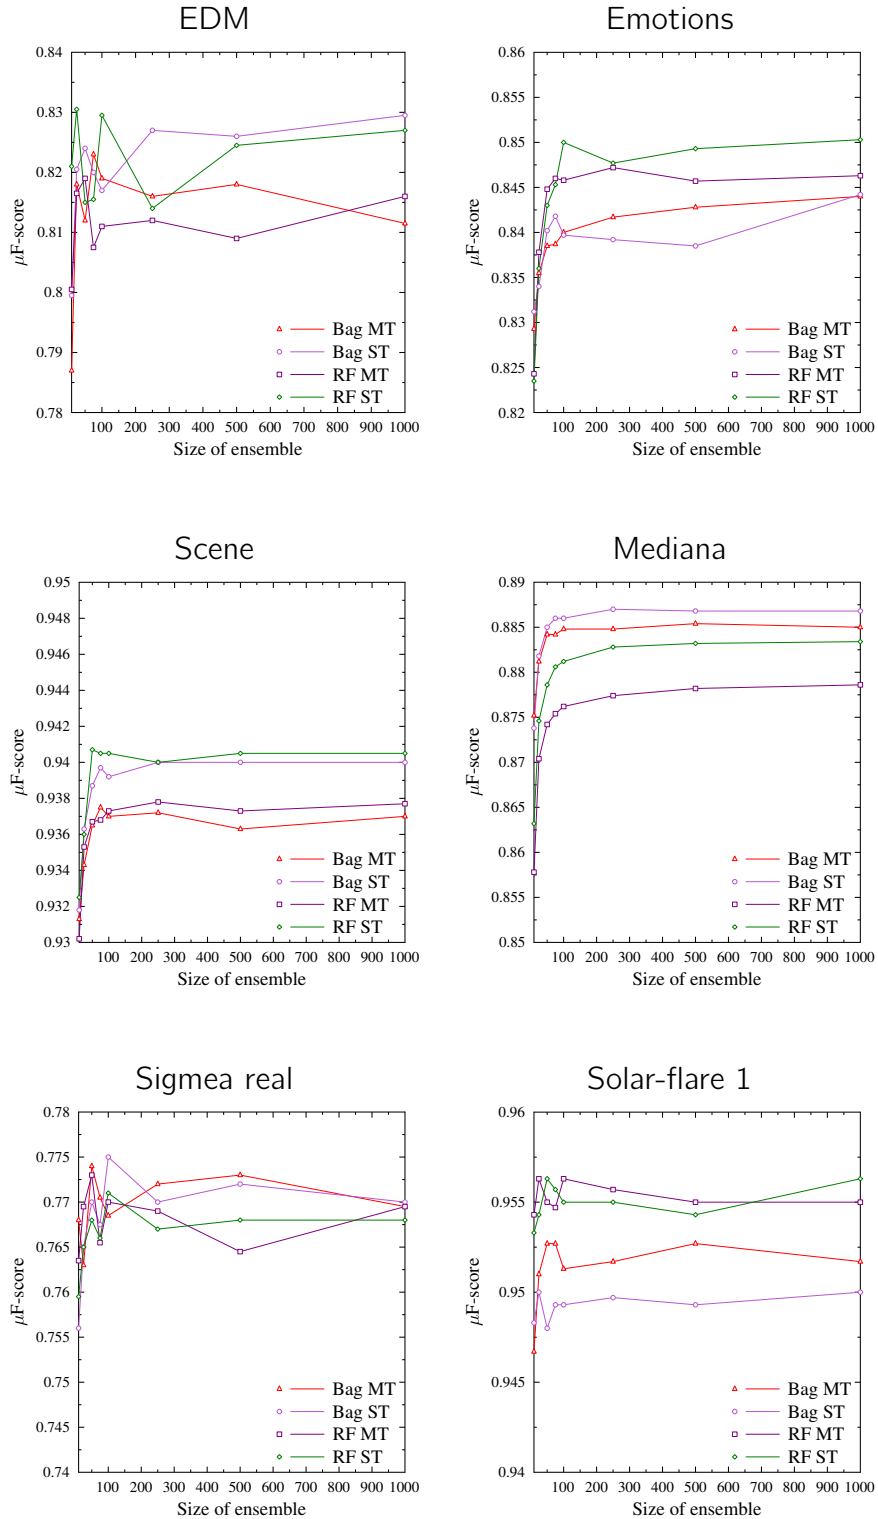 EDM
0.84
0.83
0.82
0.81
0.8
0.79
0.78
μF-score
Bag MT
Bag ST
RF MT
RF ST
100 200 300 400 500 600 700 800 900 1000
Size of ensemble
Emotions
0.86
0.855
0.85
0.845
0.84
0.835
0.83
0.825
0.82
μF-score
Bag MT
Bag ST
RF MT
RF ST
100 200 300 400 500 600 700 800 900 1000
Size of ensemble
Scene
0.95
0.948
0.946
0.944
0.942
0.94
0.938
0.936
0.934
0.932
0.93
μF-score
Bag MT
Bag ST
RF MT
RF ST
100 200 300 400 500 600 700 800 900 1000
Size of ensemble
Mediana
0.89
0.885
0.88
0.875
0.87
0.865
0.86
0.855
0.85
μF-score
Bag MT
Bag ST
RF MT
RF ST
100 200 300 400 500 600 700 800 900 1000
Size of ensemble
Sigmea real
0.78
0.775
0.77
0.765
0.76
0.755
0.75
0.745
0.74
μF-score
Bag MT
Bag ST
RF MT
RF ST
100 200 300 400 500 600 700 800 900 1000
Size of ensemble
Solar-flare 1
0.96
0.955
0.95
0.945
0.94
μF-score
Bag MT
Bag ST
RF MT
RF ST
100 200 300 400 500 600 700 800 900 1000
Size of ensemble